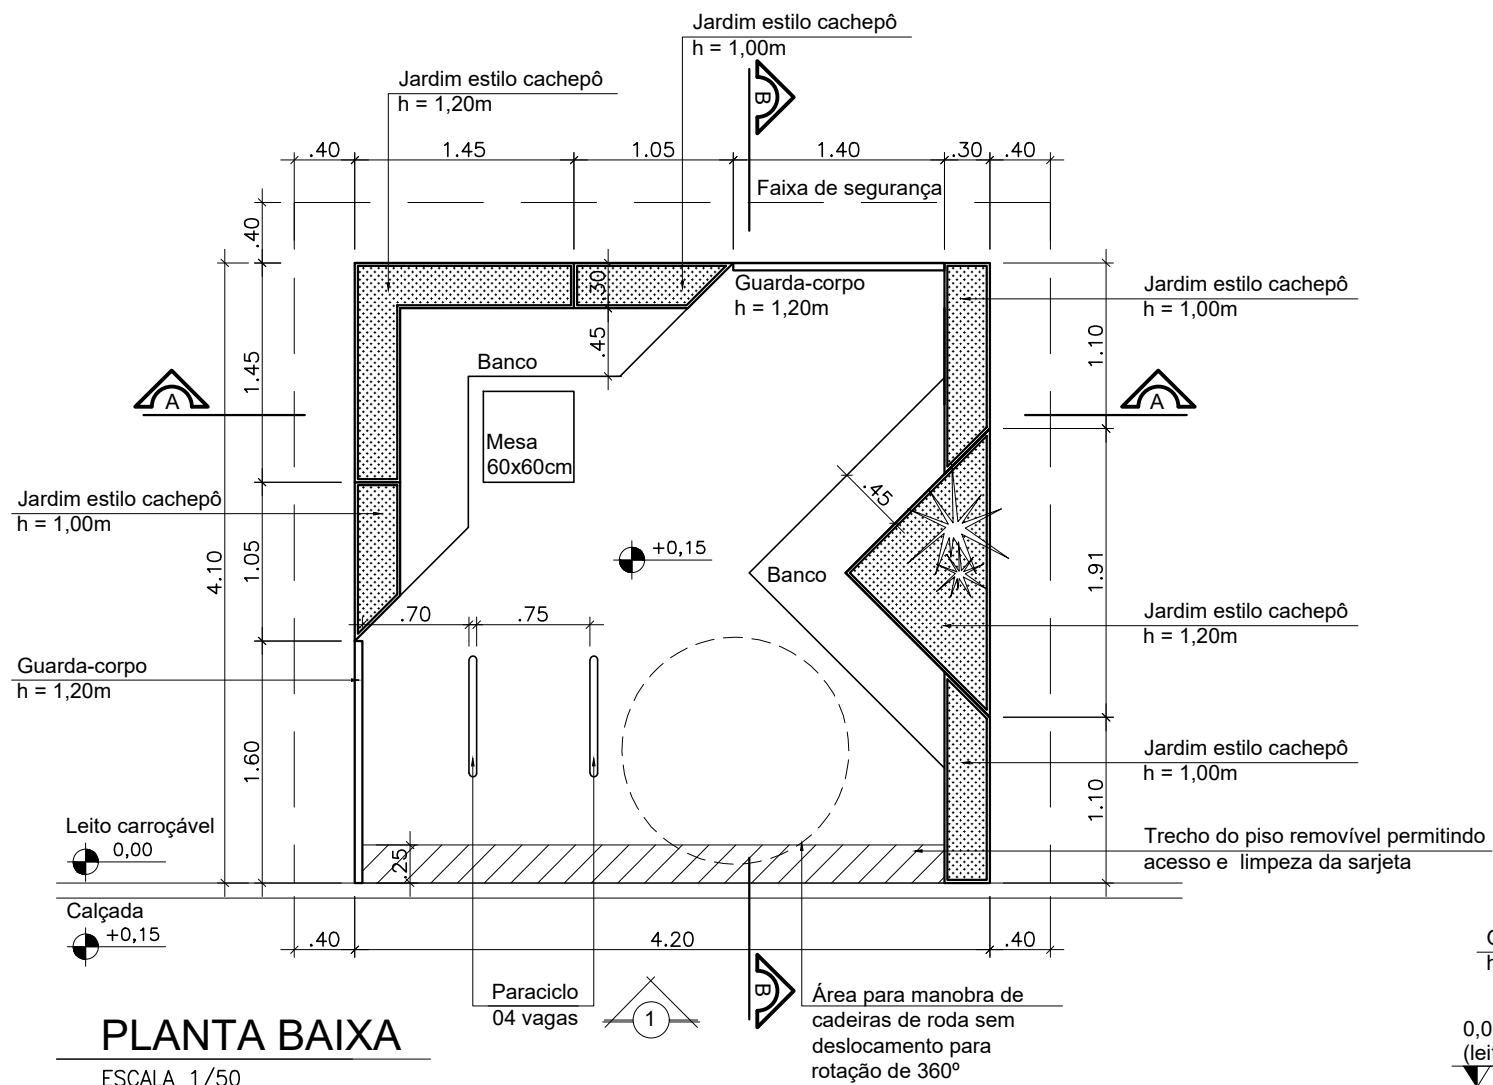 Jardim estilo cachepô
h = 1,00m
Jardim estilo cachepô
h = 1,20m
B
.40
1.45
1.05
1.40
.30
.40
Faixa de segurança
.40
.30
Guarda-corpo
h = 1,20m
Jardim estilo cachepô
h = 1,00m
.45
1.10
1.45
Banco
A
A
Mesa
60x60cm
.45
Jardim estilo cachepô
h = 1,00m
4.10
1.05
+0,15
Banco
1.91
.70
.75
Jardim estilo cachepô
h = 1,20m
Guarda-corpo
h = 1,20m
1.60
Jardim estilo cachepô
h = 1,00m
1.10
Leito carroçável
0,00
.25
Trecho do piso removível permitindo
acesso e limpeza da sarjeta
Calçada
+0,15
.40
4.20
.40
Paraciclo
04 vagas
1
B
Área para manobra de
cadeiras de roda sem
deslocamento para
rotação de 360º
PLANTA BAIXA
ESCALA 1/50